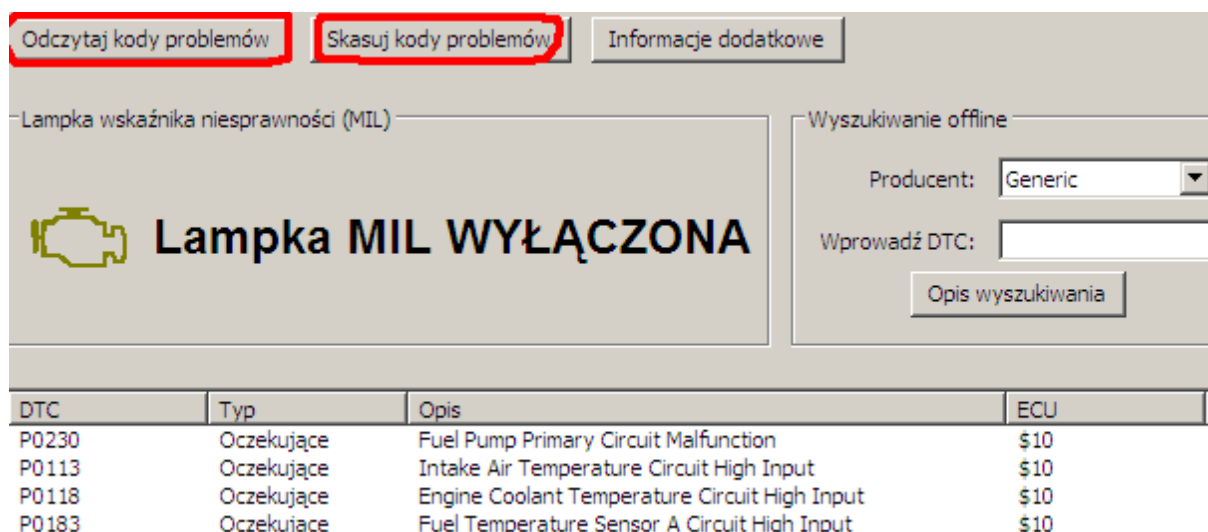 Odczytaj kody problemów Skasuj kody problemów Informacje dodatkowe
Lampka wskaźnika niesprawności (MIL) Wyszukiwanie offline
Producent: Generic
Lampka MIL WYŁĄCZONA
Wprowadź DTC:
Opis wyszukiwania
DTC Typ Opis ECU
P0230 Oczekujące Fuel Pump Primary Circuit Malfunction $10
P0113 Oczekujące Intake Air Temperature Circuit High Input $10
P0118 Oczekujące Engine Coolant Temperature Circuit High Input $10
P0183 Oczekujące Fuel Temperature Sensor A Circuit High Input $10